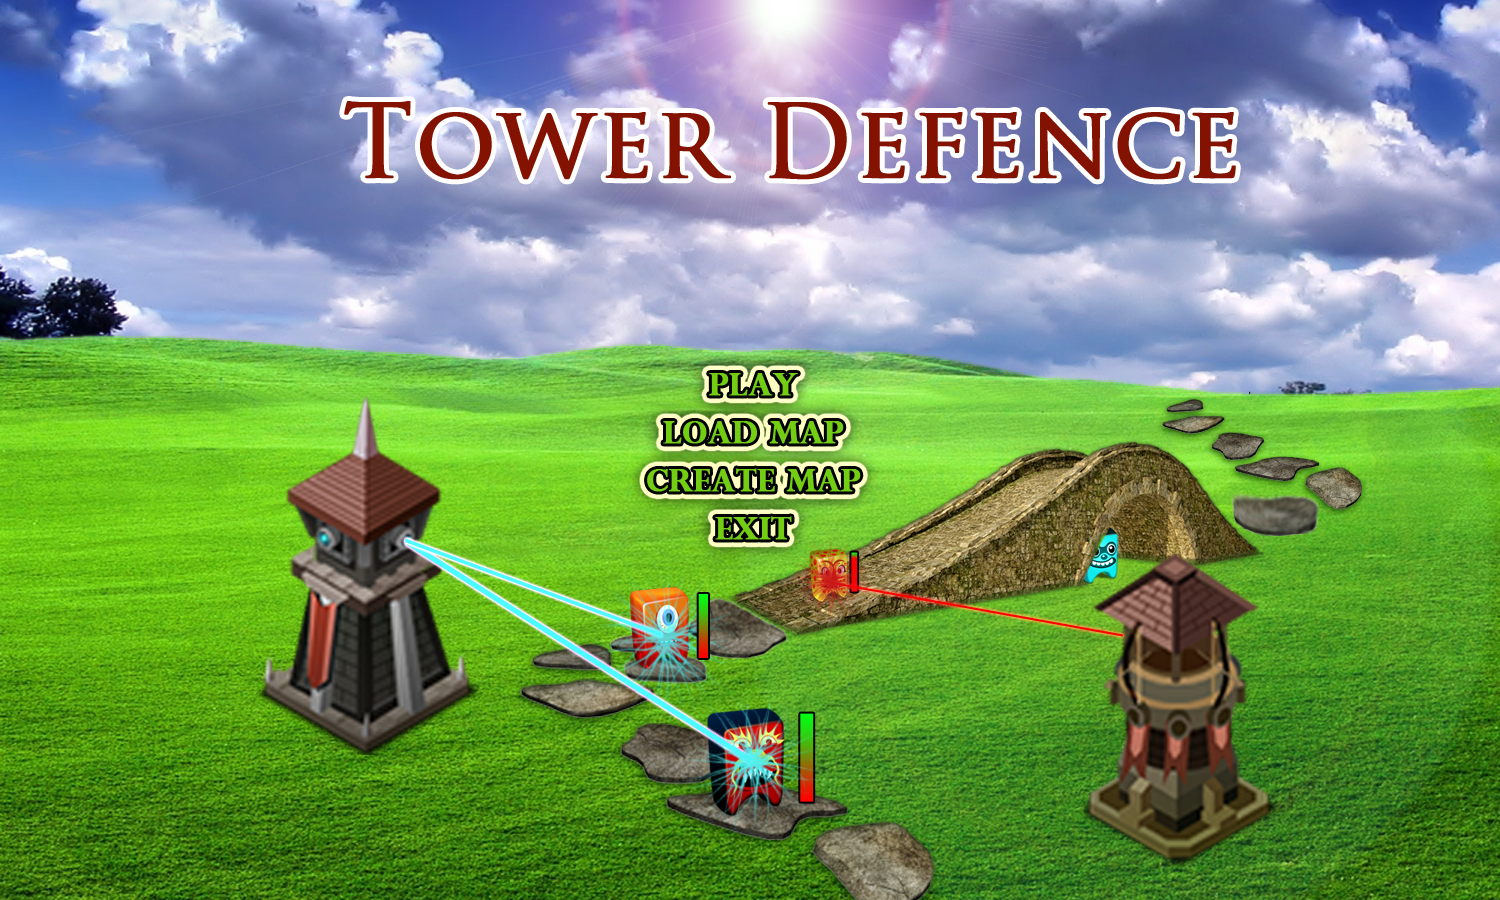 TOWER DEFENCE
PLAY
LOAD MAP
CREATE MAP
EXIT